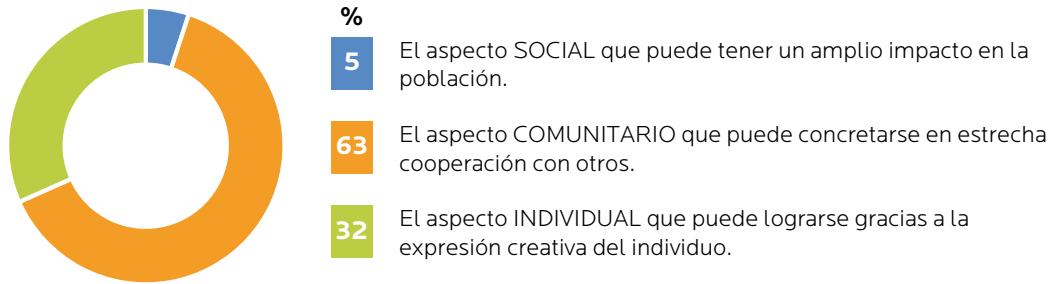 %
5
El aspecto SOCIAL que puede tener un amplio impacto en la
población.
63
El aspecto COMUNITARIO que puede concretarse en estrecha
cooperación con otros.
32
El aspecto INDIVIDUAL que puede lograrse gracias a la
expresión creativa del individuo.